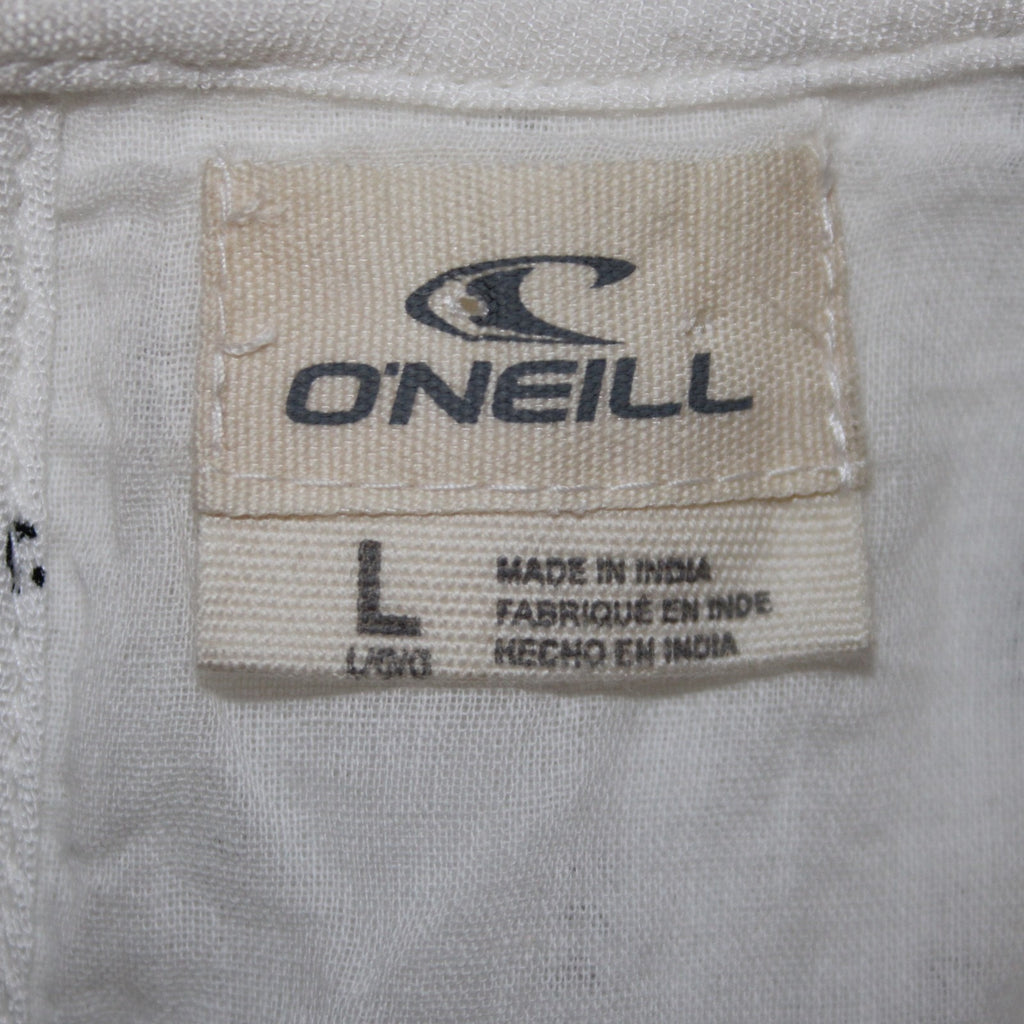 O'NEILL
L
L/G/G
MADE IN INDIA
FABRIQUÉ EN INDE
HECHO EN INDIA